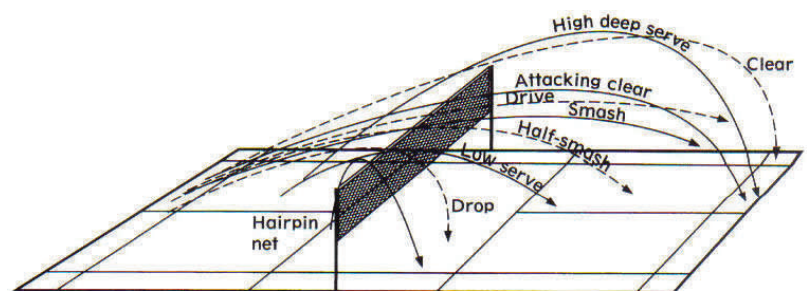 High deep serve
Clear
Attacking clear
Drive
Smash
Half-smash
Low serve
Drop
Hairpin
net